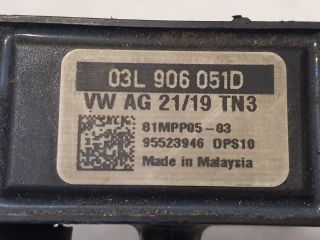 03L 906 051D
VW AG 21/19 TN3
81MPP05-03
95523946 OPS10
Made in Malaysia